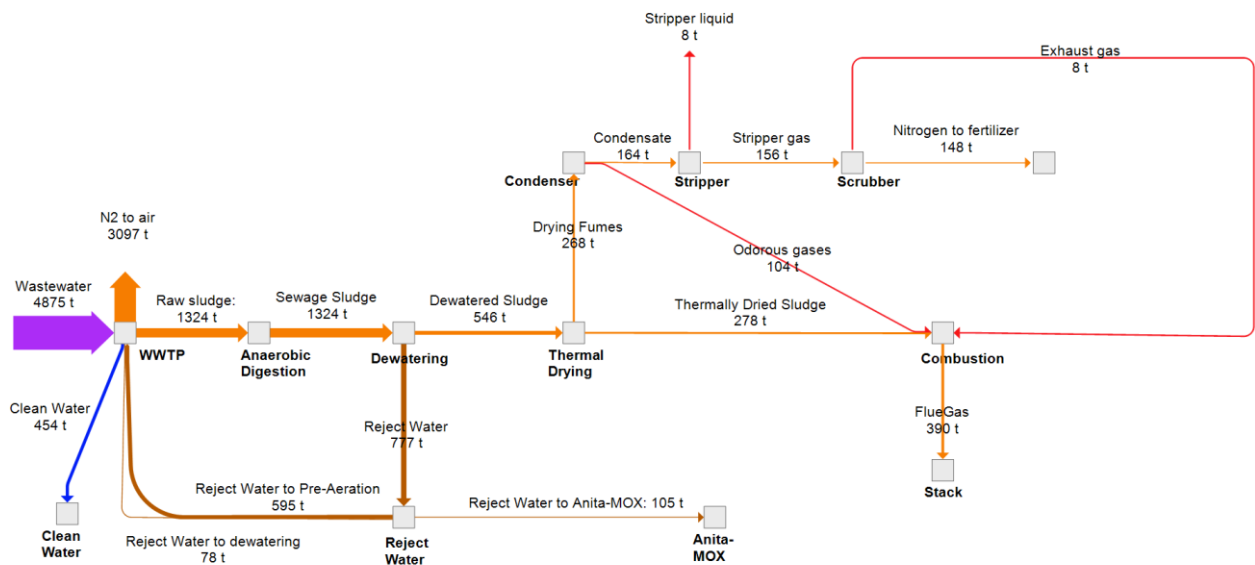 Stripper liquid
8 t
Exhaust gas
8 t
Condensate
164 t
Stripper gas
156 t
Nitrogen to fertilizer
148 t
Condenser
Stripper
Scrubber
N2 to air
3097 t
Drying Fumes
268 t
Odorous gases
104 t
Wastewater
4875 t
Raw sludge:
1324 t
Sewage Sludge
1324 t
Dewatered Sludge
546 t
Thermally Dried Sludge
278 t
WWTP
Anaerobic
Digestion
Dewatering
Thermal
Drying
Combustion
Clean Water
454 t
Reject Water
777 t
FlueGas
390 t
Stack
Reject Water to Pre-Aeration
595 t
Reject Water to Anita-MOX: 105 t
Clean
Water
Reject Water to dewatering
78 t
Reject
Water
Anita-
MOX